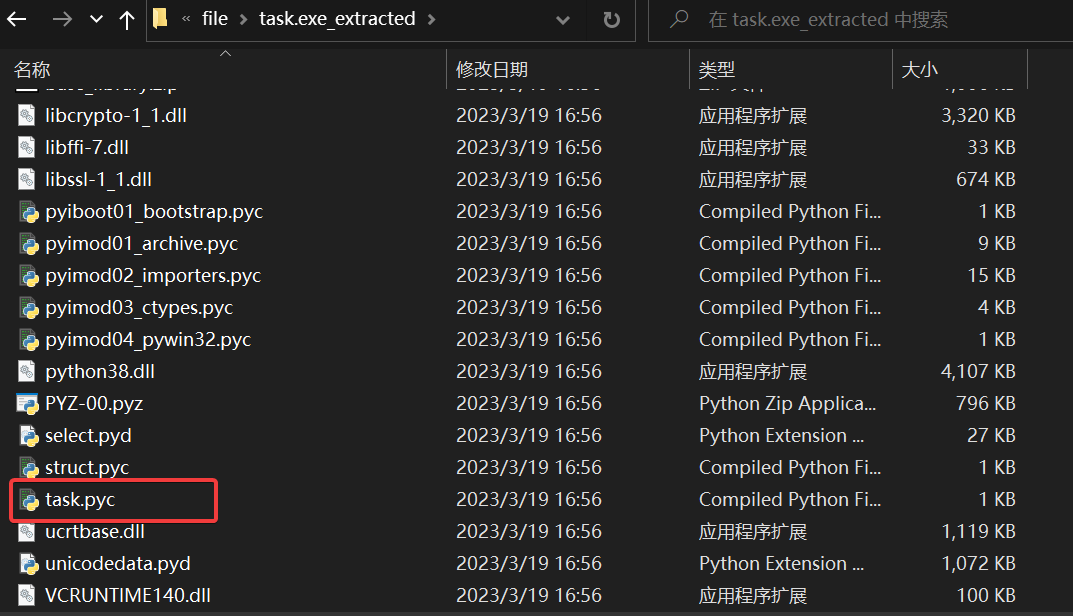 « file > task.exe_extracted >
在 task.exe_extracted 中搜索
名称 修改日期 类型 大小
libcrypto-1_1.dll 2023/3/19 16:56 应用程序扩展 3,320 KB
libffi-7.dll 2023/3/19 16:56 应用程序扩展 33 KB
libssl-1_1.dll 2023/3/19 16:56 应用程序扩展 674 KB
pyiboot01_bootstrap.pyc 2023/3/19 16:56 Compiled Python Fi... 1 KB
pyimod01_archive.pyc 2023/3/19 16:56 Compiled Python Fi... 9 KB
pyimod02_importers.pyc 2023/3/19 16:56 Compiled Python Fi... 15 KB
pyimod03_ctypes.pyc 2023/3/19 16:56 Compiled Python Fi... 4 KB
pyimod04_pywin32.pyc 2023/3/19 16:56 Compiled Python Fi... 1 KB
python38.dll 2023/3/19 16:56 应用程序扩展 4,107 KB
PYZ-00.pyz 2023/3/19 16:56 Python Zip Applica... 796 KB
select.pyd 2023/3/19 16:56 Python Extension ... 27 KB
struct.pyc 2023/3/19 16:56 Compiled Python Fi... 1 KB
task.pyc 2023/3/19 16:56 Compiled Python Fi... 1 KB
ucrtbase.dll 2023/3/19 16:56 应用程序扩展 1,119 KB
unicodedata.pyd 2023/3/19 16:56 Python Extension ... 1,072 KB
VCRUNTIME140.dll 2023/3/19 16:56 应用程序扩展 100 KB